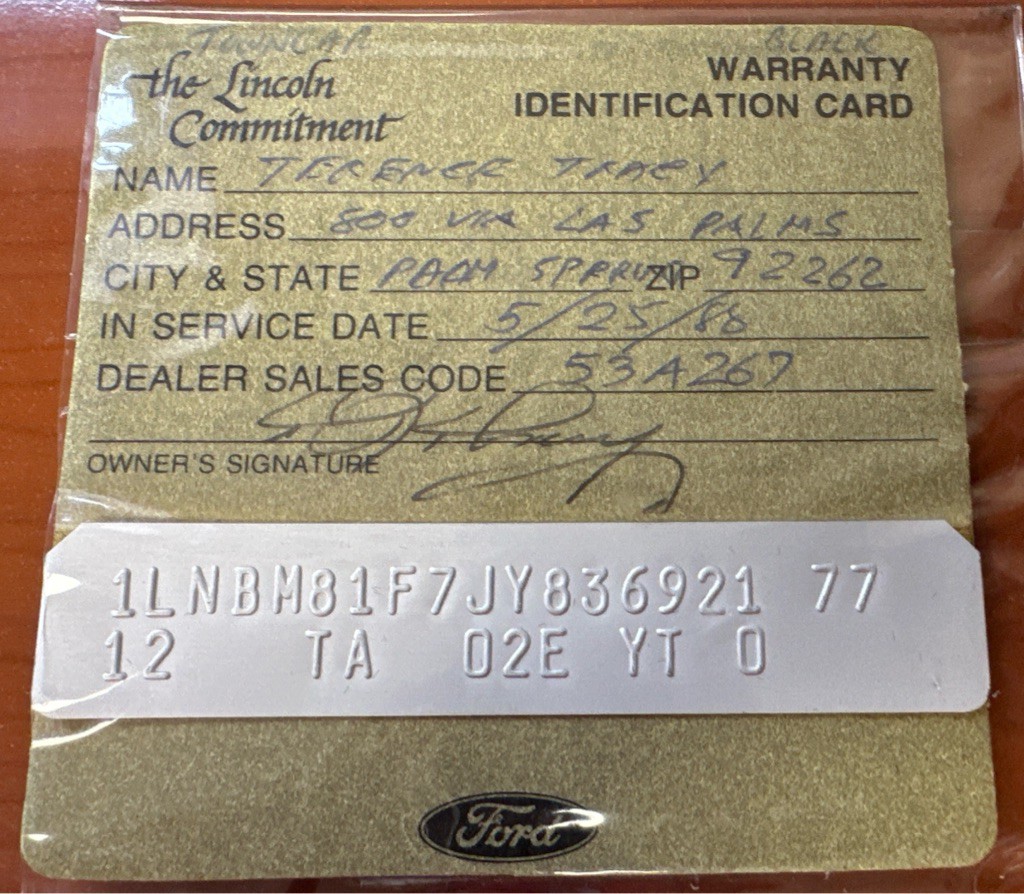 TOWNCAR BLACK
the Lincoln Commitment
WARRANTY IDENTIFICATION CARD
NAME TERENCE TRACY
ADDRESS 800 VIA LAS PALMS
CITY & STATE PALM SPRINGS ZIP 92262
IN SERVICE DATE 5/25/88
DEALER SALES CODE 53A267
OWNER'S SIGNATURE
1LNBM81F7JY836921 77
12 TA 02E YT 0
Ford